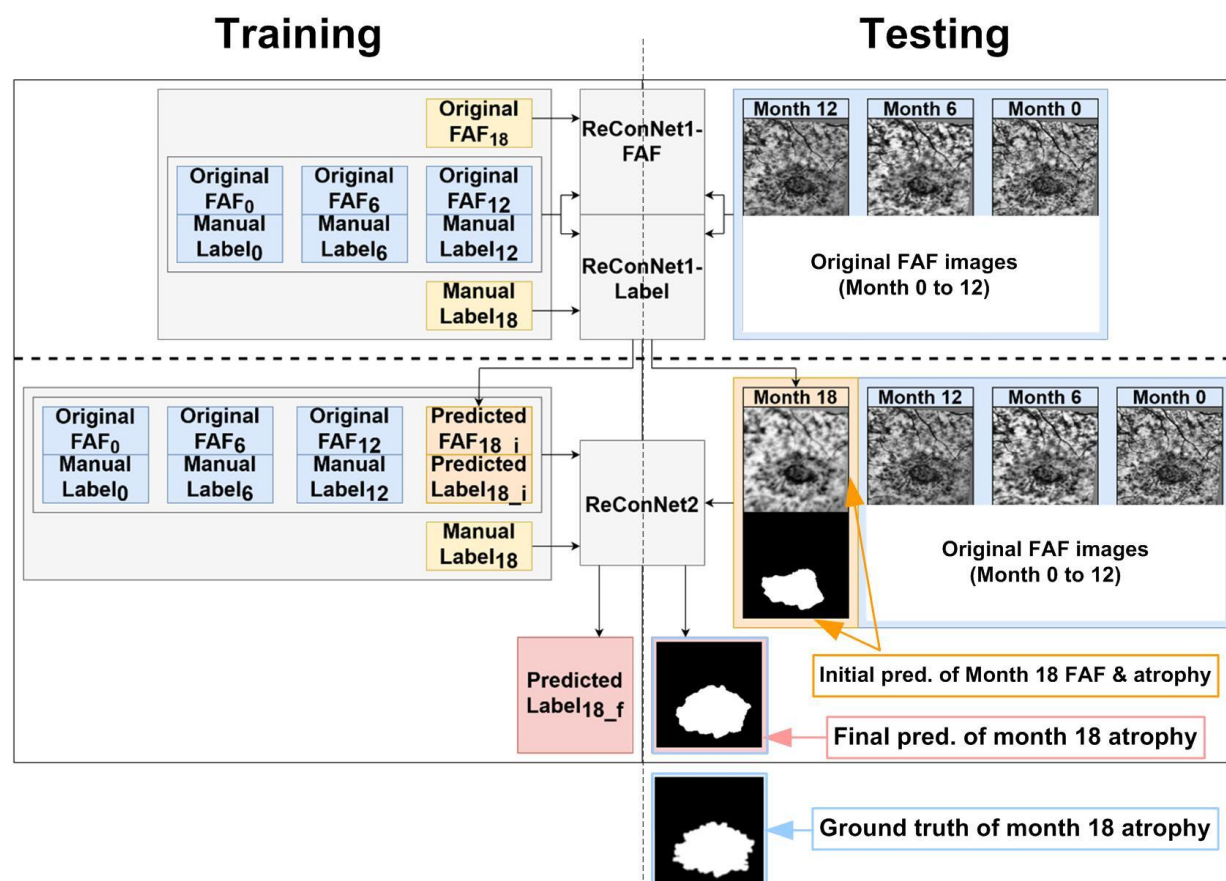 Training
Testing
Original
FAF18
ReConNet1-
FAF
Month 12
Month 6
Month 0
Original
FAF0
Original
FAF6
Original
FAF12
Manual
Label0
Manual
Label6
Manual
Label12
ReConNet1-
Label
Original FAF images
(Month 0 to 12)
Manual
Label18
Original
FAF0
Original
FAF6
Original
FAF12
Predicted
FAF18_i
Manual
Label0
Manual
Label6
Manual
Label12
Predicted
Label18_i
Manual
Label18
ReConNet2
Month 18
Month 12
Month 6
Month 0
Original FAF images
(Month 0 to 12)
Predicted
Label18_f
Initial pred. of Month 18 FAF & atrophy
Final pred. of month 18 atrophy
Ground truth of month 18 atrophy